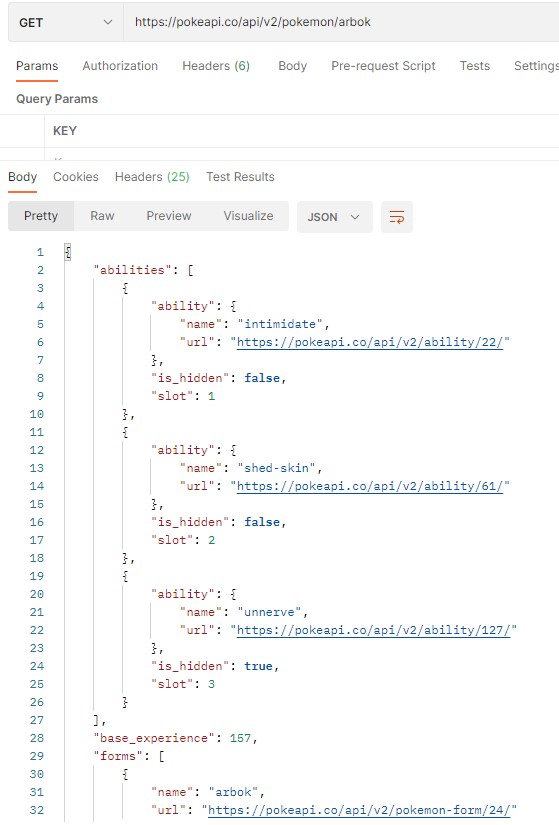 GET https://pokeapi.co/api/v2/pokemon/arbok
Params Authorization Headers (6) Body Pre-request Script Tests Settings
Query Params
KEY
Body Cookies Headers (25) Test Results
Pretty Raw Preview Visualize JSON
1 {
2 "abilities": [
3 {
4 "ability": {
5 "name": "intimidate",
6 "url": "https://pokeapi.co/api/v2/ability/22/"
7 },
8 "is_hidden": false,
9 "slot": 1
10 },
11 {
12 "ability": {
13 "name": "shed-skin",
14 "url": "https://pokeapi.co/api/v2/ability/61/"
15 },
16 "is_hidden": false,
17 "slot": 2
18 },
19 {
20 "ability": {
21 "name": "unnerve",
22 "url": "https://pokeapi.co/api/v2/ability/127/"
23 },
24 "is_hidden": true,
25 "slot": 3
26 }
27 ],
28 "base_experience": 157,
29 "forms": [
30 {
31 "name": "arbok",
32 "url": "https://pokeapi.co/api/v2/pokemon-form/24/"